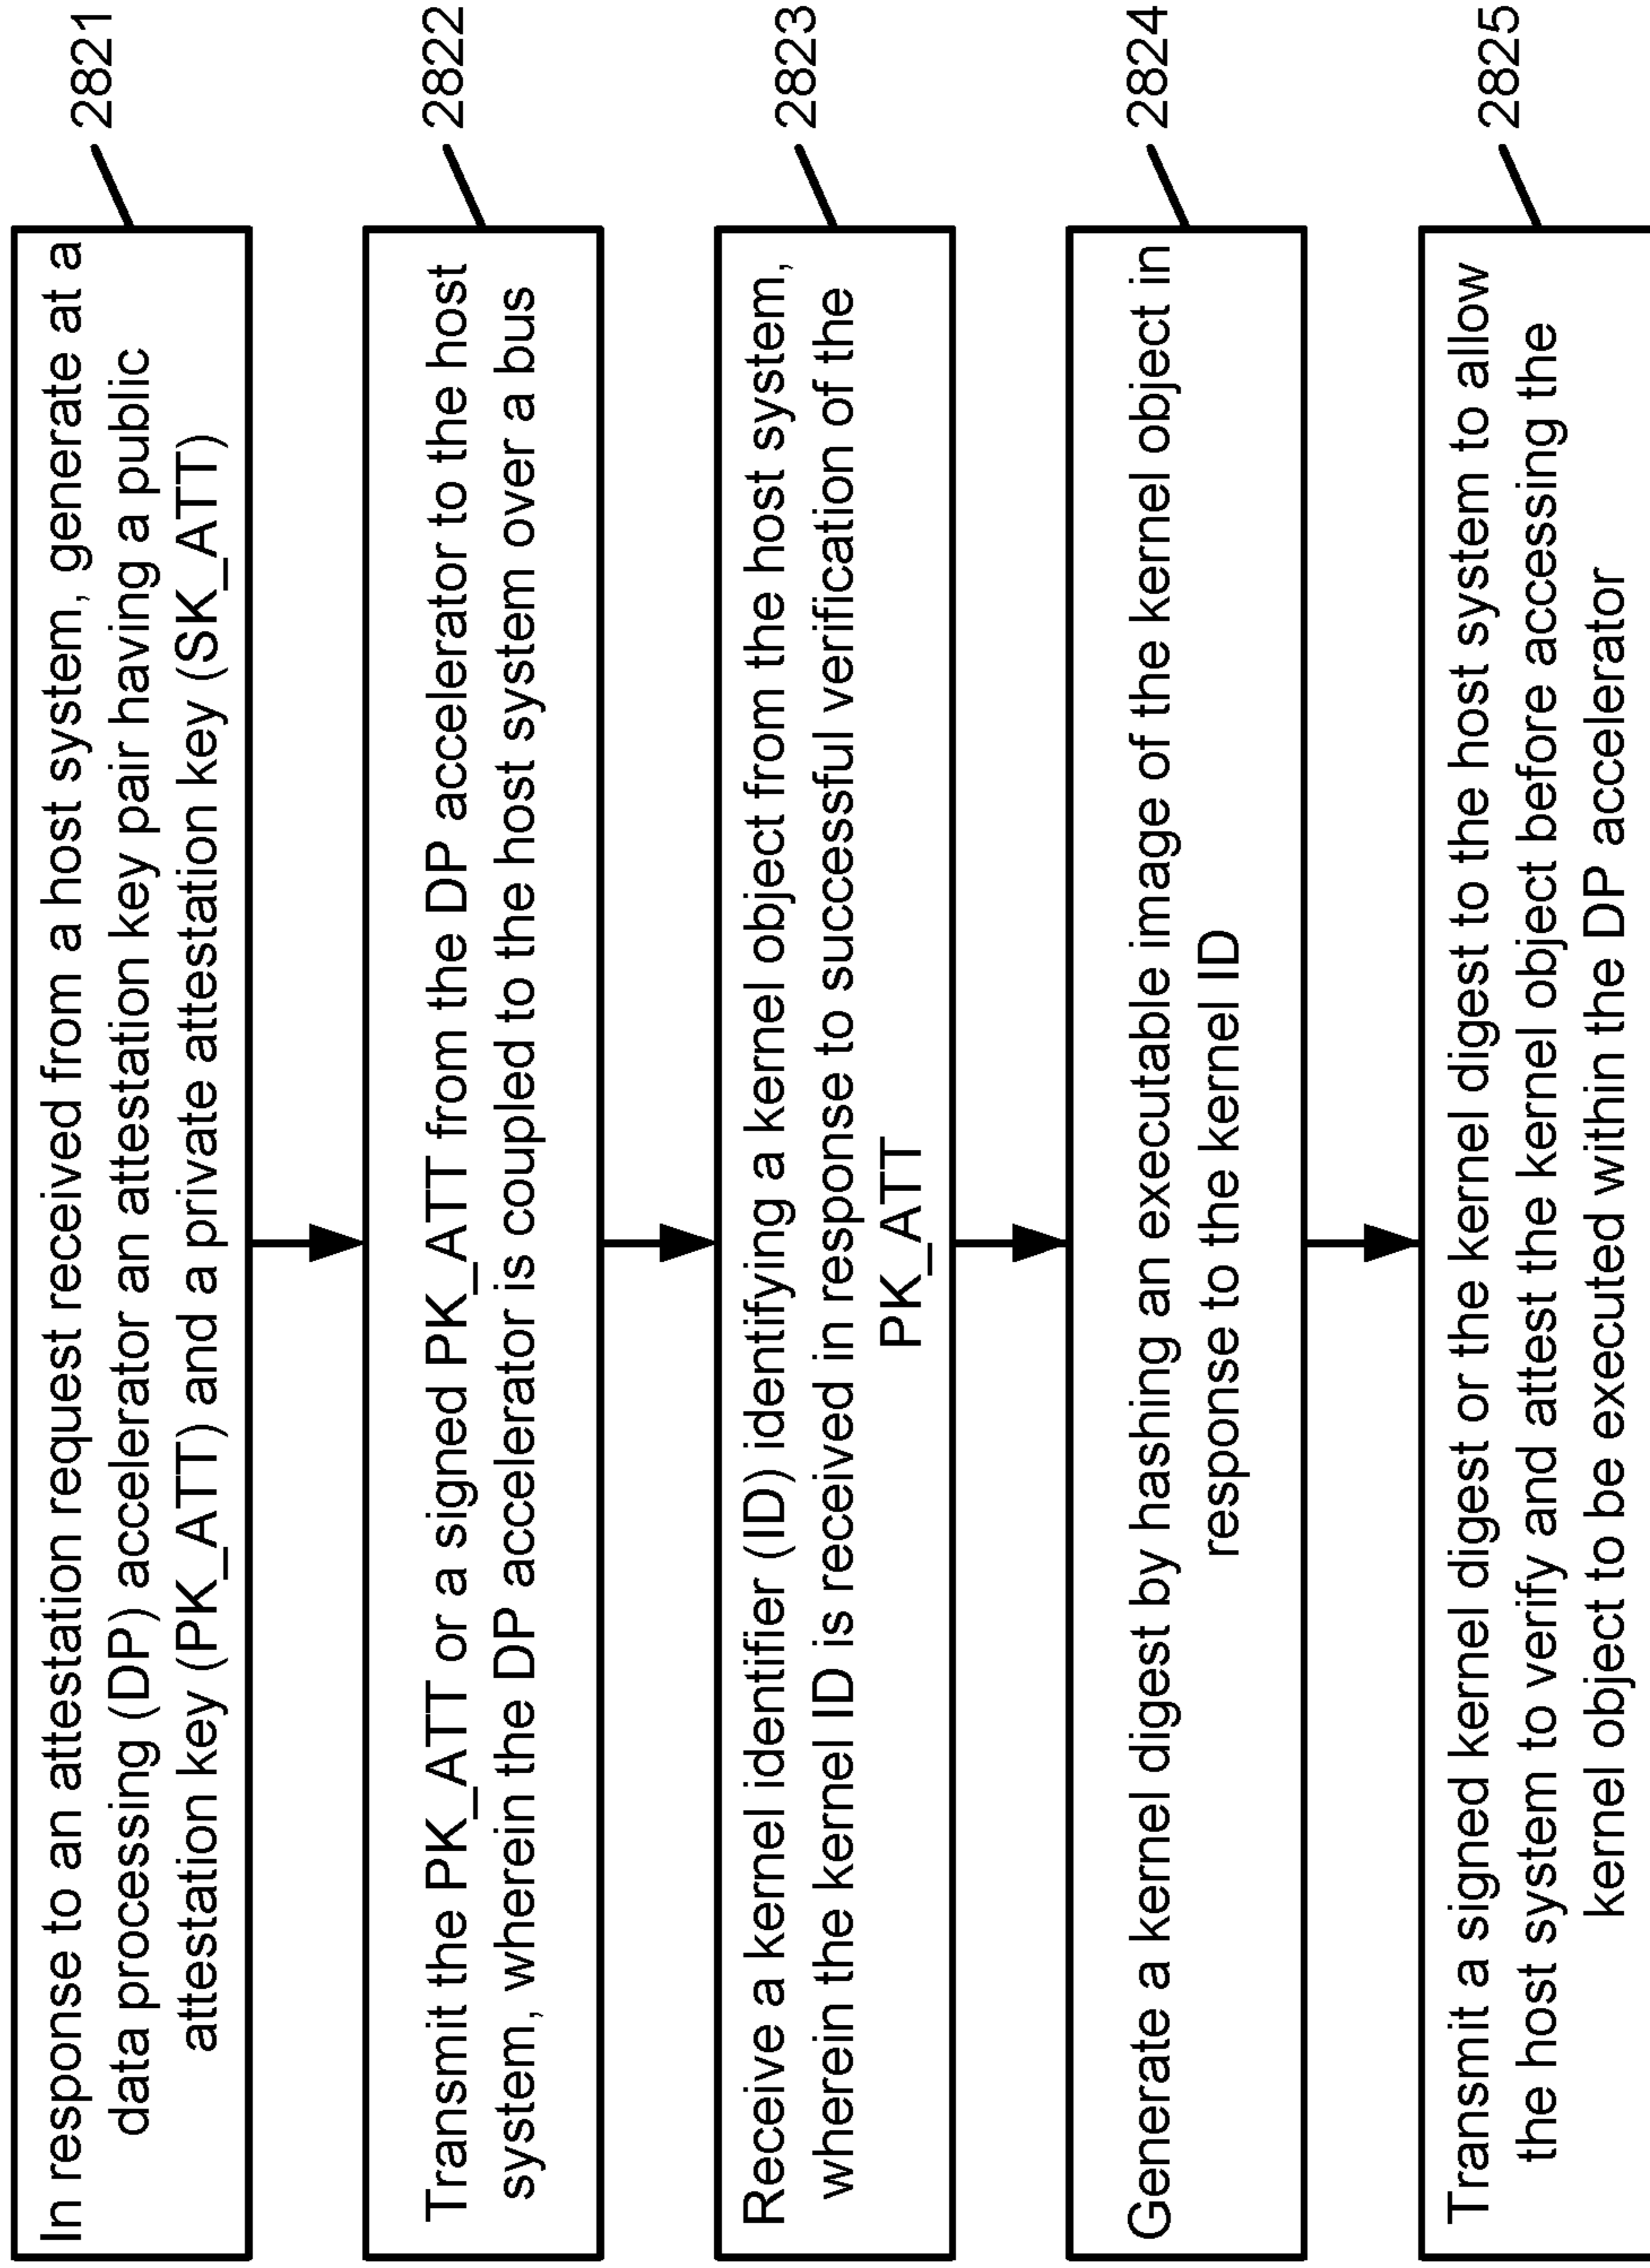 In response to an attestation request received from a host system, generate at a
data processing (DP) accelerator an attestation key pair having a public
attestation key (PK_ATT) and a private attestation key (SK_ATT)
2821
Transmit the PK_ATT or a signed PK_ATT from the DP accelerator to the host
system, wherein the DP accelerator is coupled to the host system over a bus
2822
Receive a kernel identifier (ID) identifying a kernel object from the host system,
wherein the kernel ID is received in response to successful verification of the
PK_ATT
2823
Generate a kernel digest by hashing an executable image of the kernel object in
response to the kernel ID
2824
Transmit a signed kernel digest or the kernel digest to the host system to allow
the host system to verify and attest the kernel object before accessing the
kernel object to be executed within the DP accelerator
2825